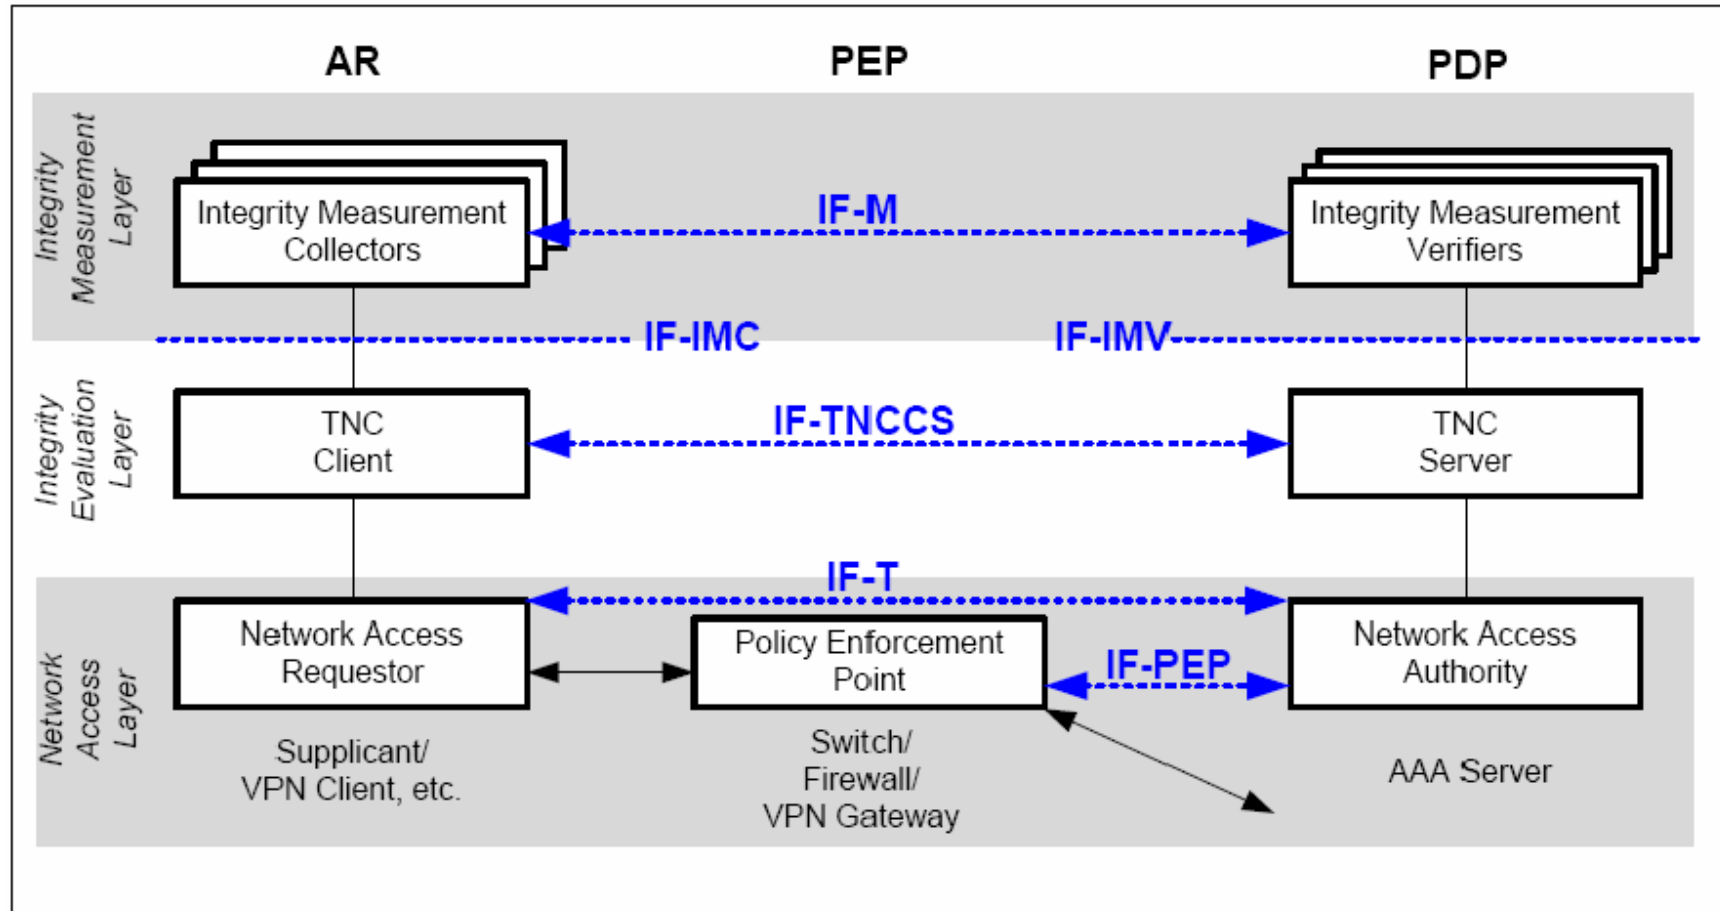 AR
PEP
PDP
Integrity
Measurement
Layer
Integrity Measurement
Collectors
IF-M
Integrity Measurement
Verifiers
IF-IMC
IF-IMV
Integrity
Evaluation
Layer
TNC
Client
IF-TNCCS
TNC
Server
Network
Access
Layer
IF-T
Network Access
Requestor
Policy Enforcement
Point
IF-PEP
Network Access
Authority
Supplicant/
VPN Client, etc.
Switch/
Firewall/
VPN Gateway
AAA Server